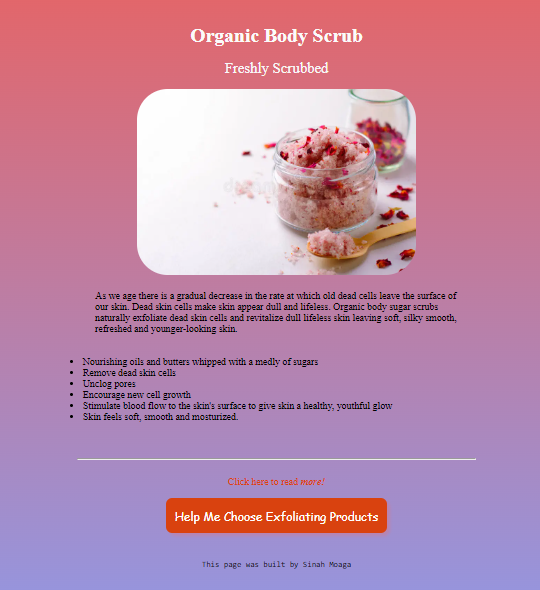 Organic Body Scrub
Freshly Scrubbed
As we age there is a gradual decrease in the rate at which old dead cells leave the surface of
our skin. Dead skin cells make skin appear dull and lifeless. Organic body sugar scrubs
naturally exfoliate dead skin cells and revitalize dull lifeless skin leaving soft, silky smooth,
refreshed and younger-looking skin.
Nourishing oils and butters whipped with a medly of sugars
Remove dead skin cells
Unclog pores
Encourage new cell growth
Stimulate blood flow to the skin's surface to give skin a healthy, youthful glow
Skin feels soft, smooth and mosturized.
Click here to read more!
Help Me Choose Exfoliating Products
This page was built by Sinah Moaga